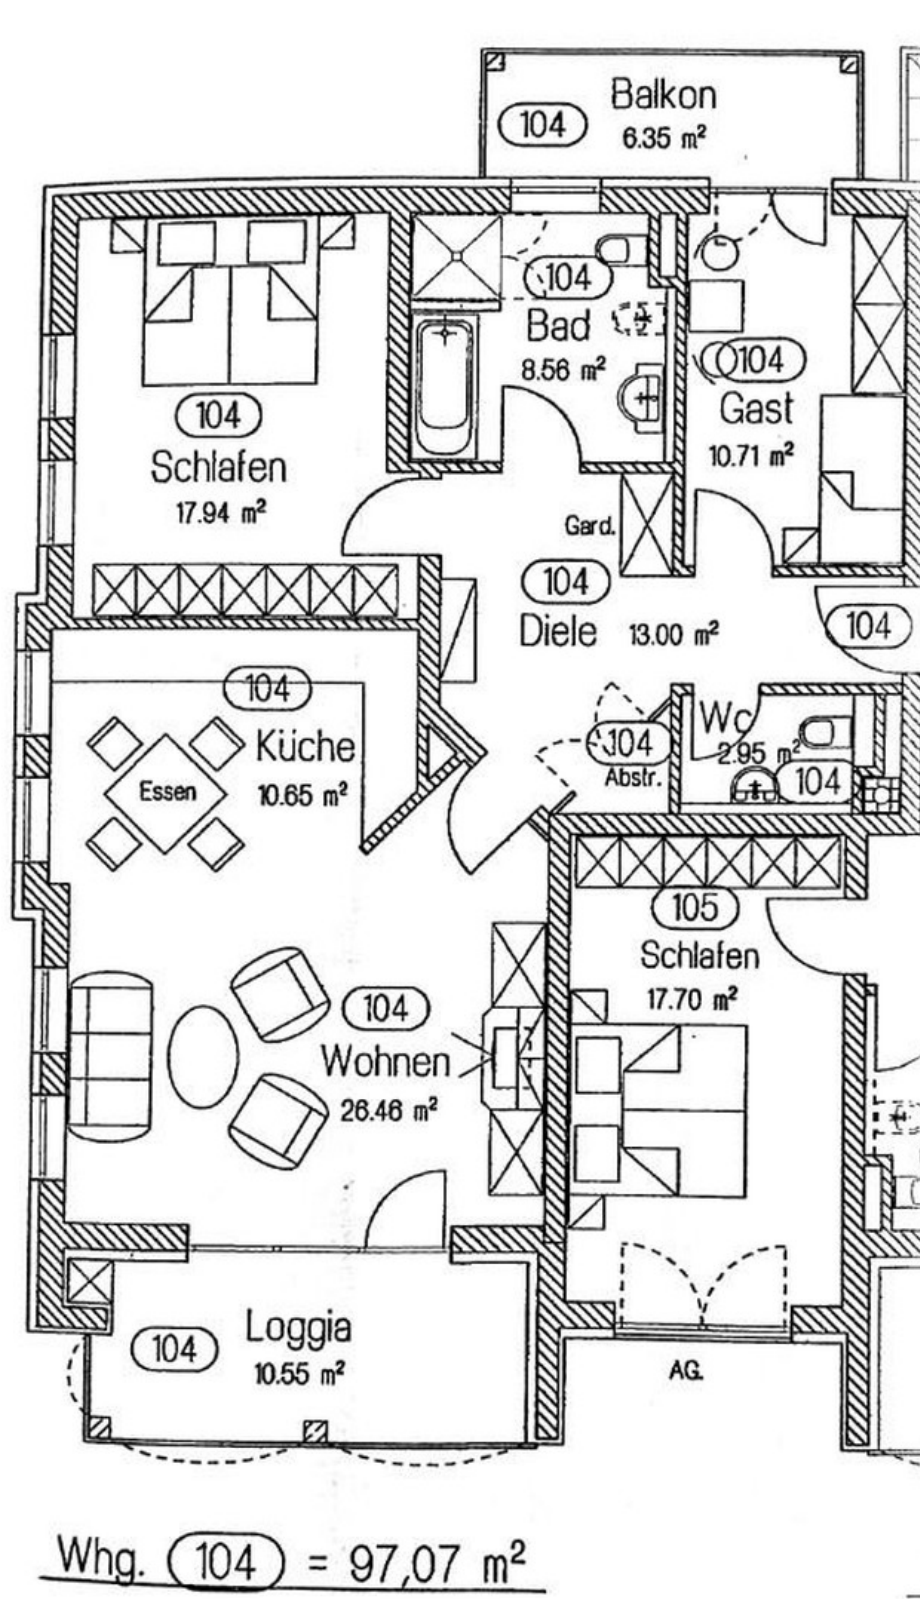 Balkon
104
6.35 m²
104
Bad
8.56 m²
104
Gast
10.71 m²
104
Schlafen
17.94 m²
Gard.
104
Diele 13.00 m²
104
104
Küche
10.65 m²
Essen
104
Abstr.
Wc
2.95 m²
104
105
Schlafen
17.70 m²
104
Wohnen
26.46 m²
104
Loggia
10.55 m²
AG.
Whg. 104 = 97,07 m²